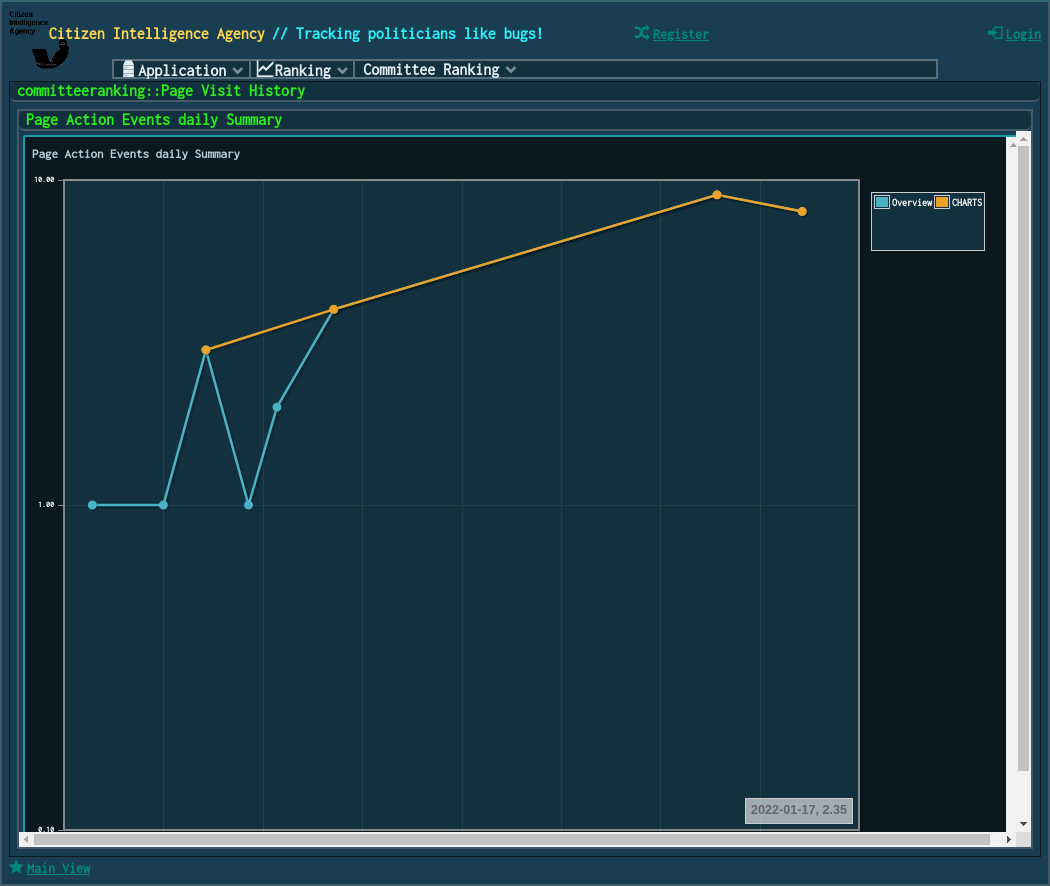 Citizen
Intelligence
Agency
Citizen Intelligence Agency // Tracking politicians like bugs!
Register
Login
Application
Ranking
Committee Ranking
committeeranking::Page Visit History
Page Action Events daily Summary
Page Action Events daily Summary
10.00
Overview
CHARTS
1.00
2022-01-17, 2.35
0.10
Main View